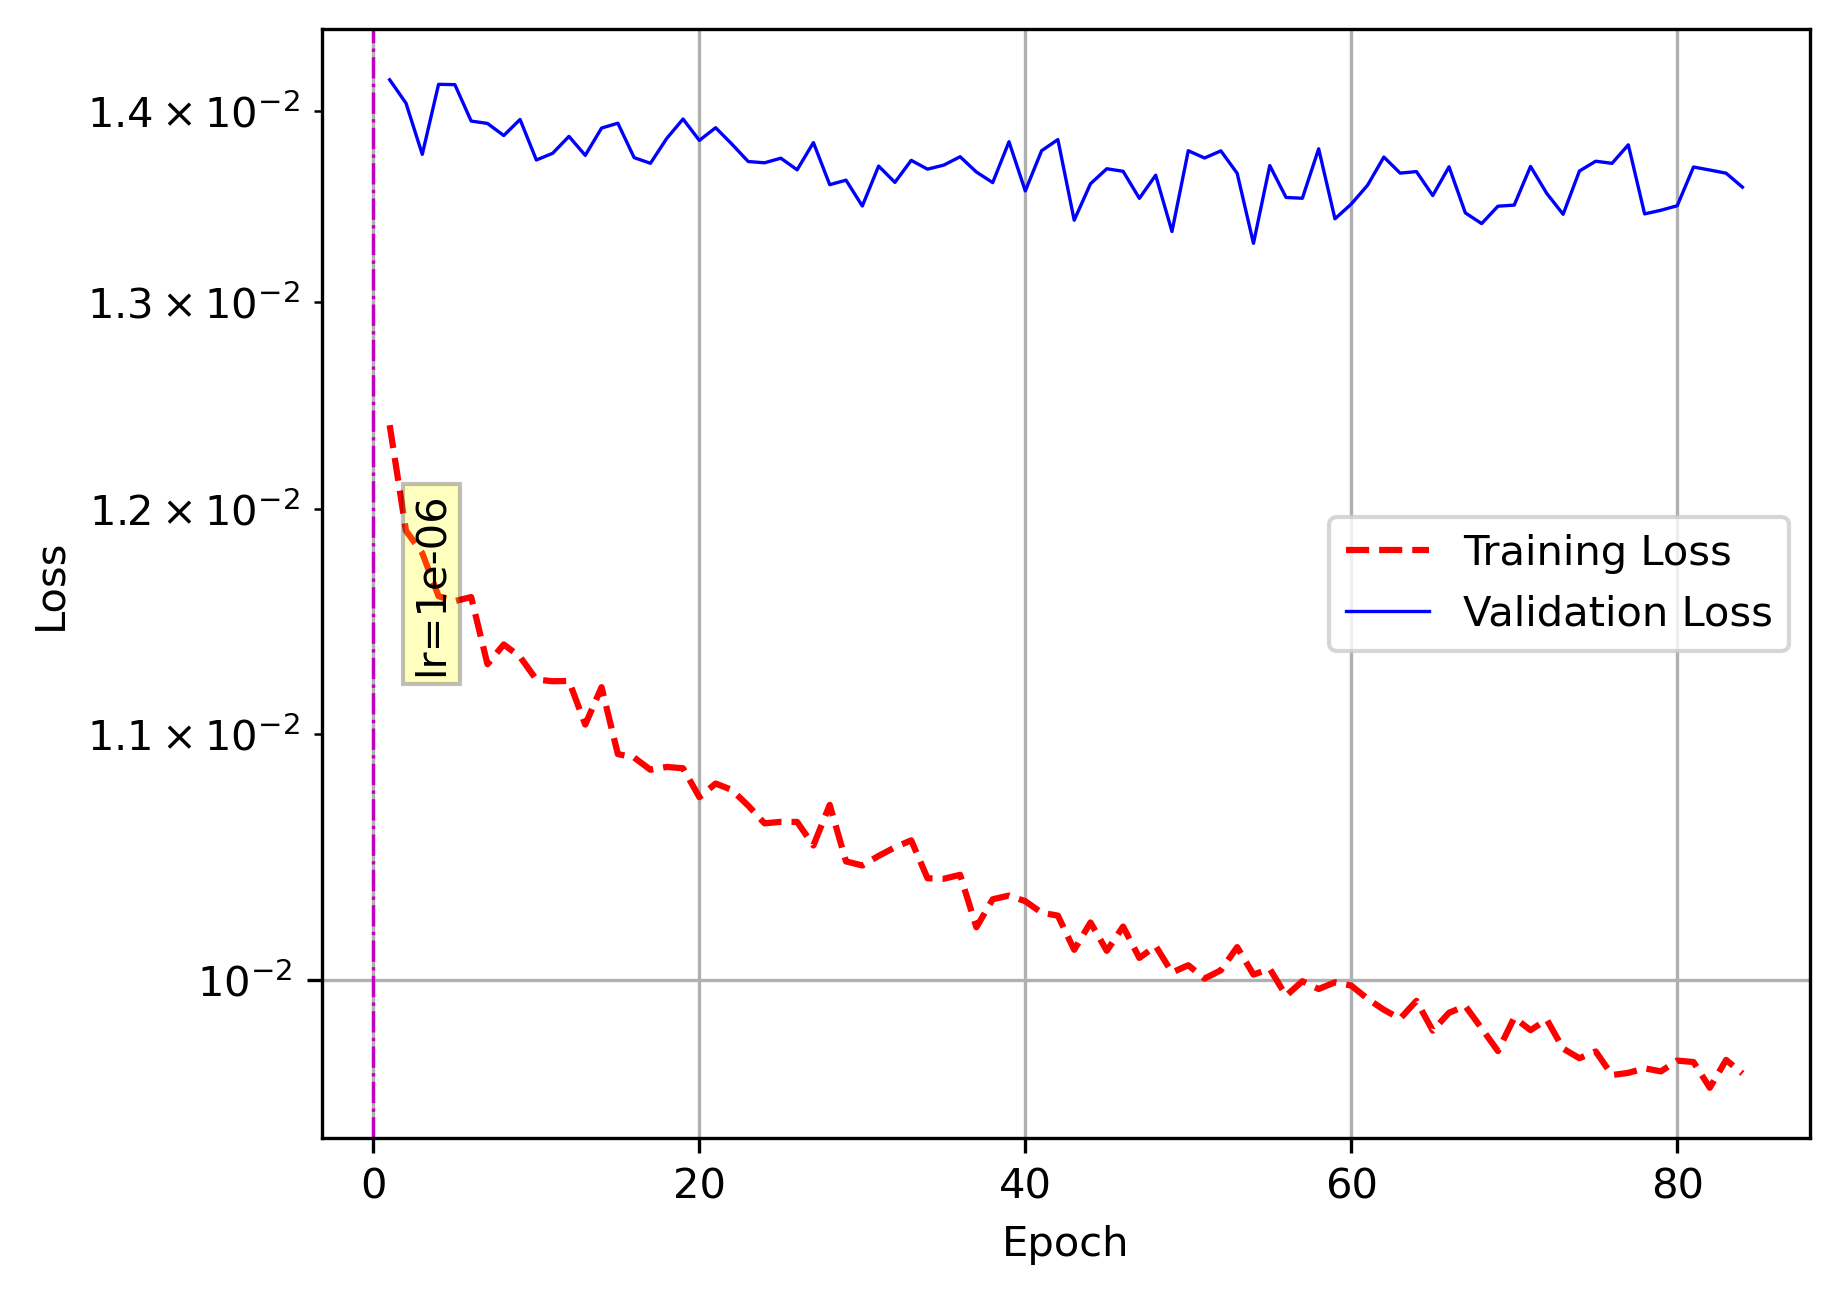 1.4 × 10⁻²
1.3 × 10⁻²
1.2 × 10⁻²
1.1 × 10⁻²
10⁻²
Loss
lr=1e-06
Training Loss
Validation Loss
0 20 40 60 80
Epoch